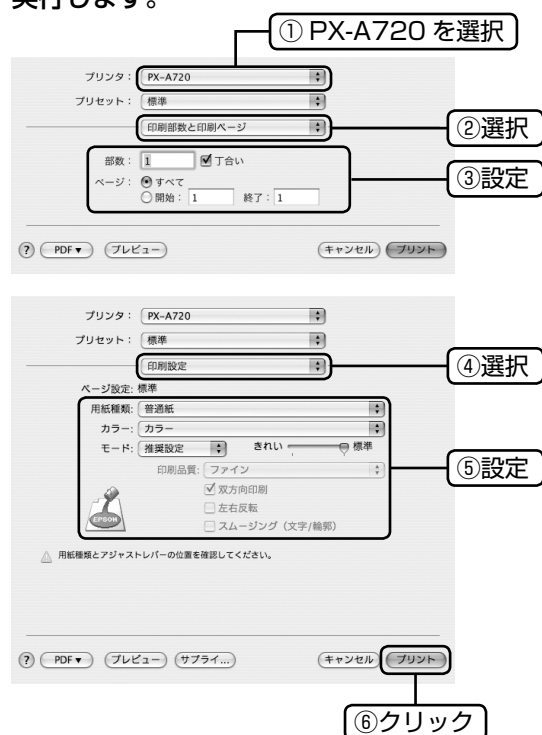 実行します。
① PX-A720 を選択
プリンタ： PX-A720
プリセット： 標準
印刷部数と印刷ページ
②選択
部数： 1 丁合い
ページ： すべて
開始： 1 終了： 1
③設定
? PDF▼ プレビュー キャンセル プリント
プリンタ： PX-A720
プリセット： 標準
印刷設定
④選択
ページ設定: 標準
用紙種類: 普通紙
カラー: カラー
モード: 推奨設定 きれい 標準
印刷品質: ファイン
双方向印刷
左右反転
スムージング（文字/輪郭）
⑤設定
EPSON
用紙種類とアジャストレバーの位置を確認してください。
? PDF▼ プレビュー サプライ... キャンセル プリント
⑥クリック